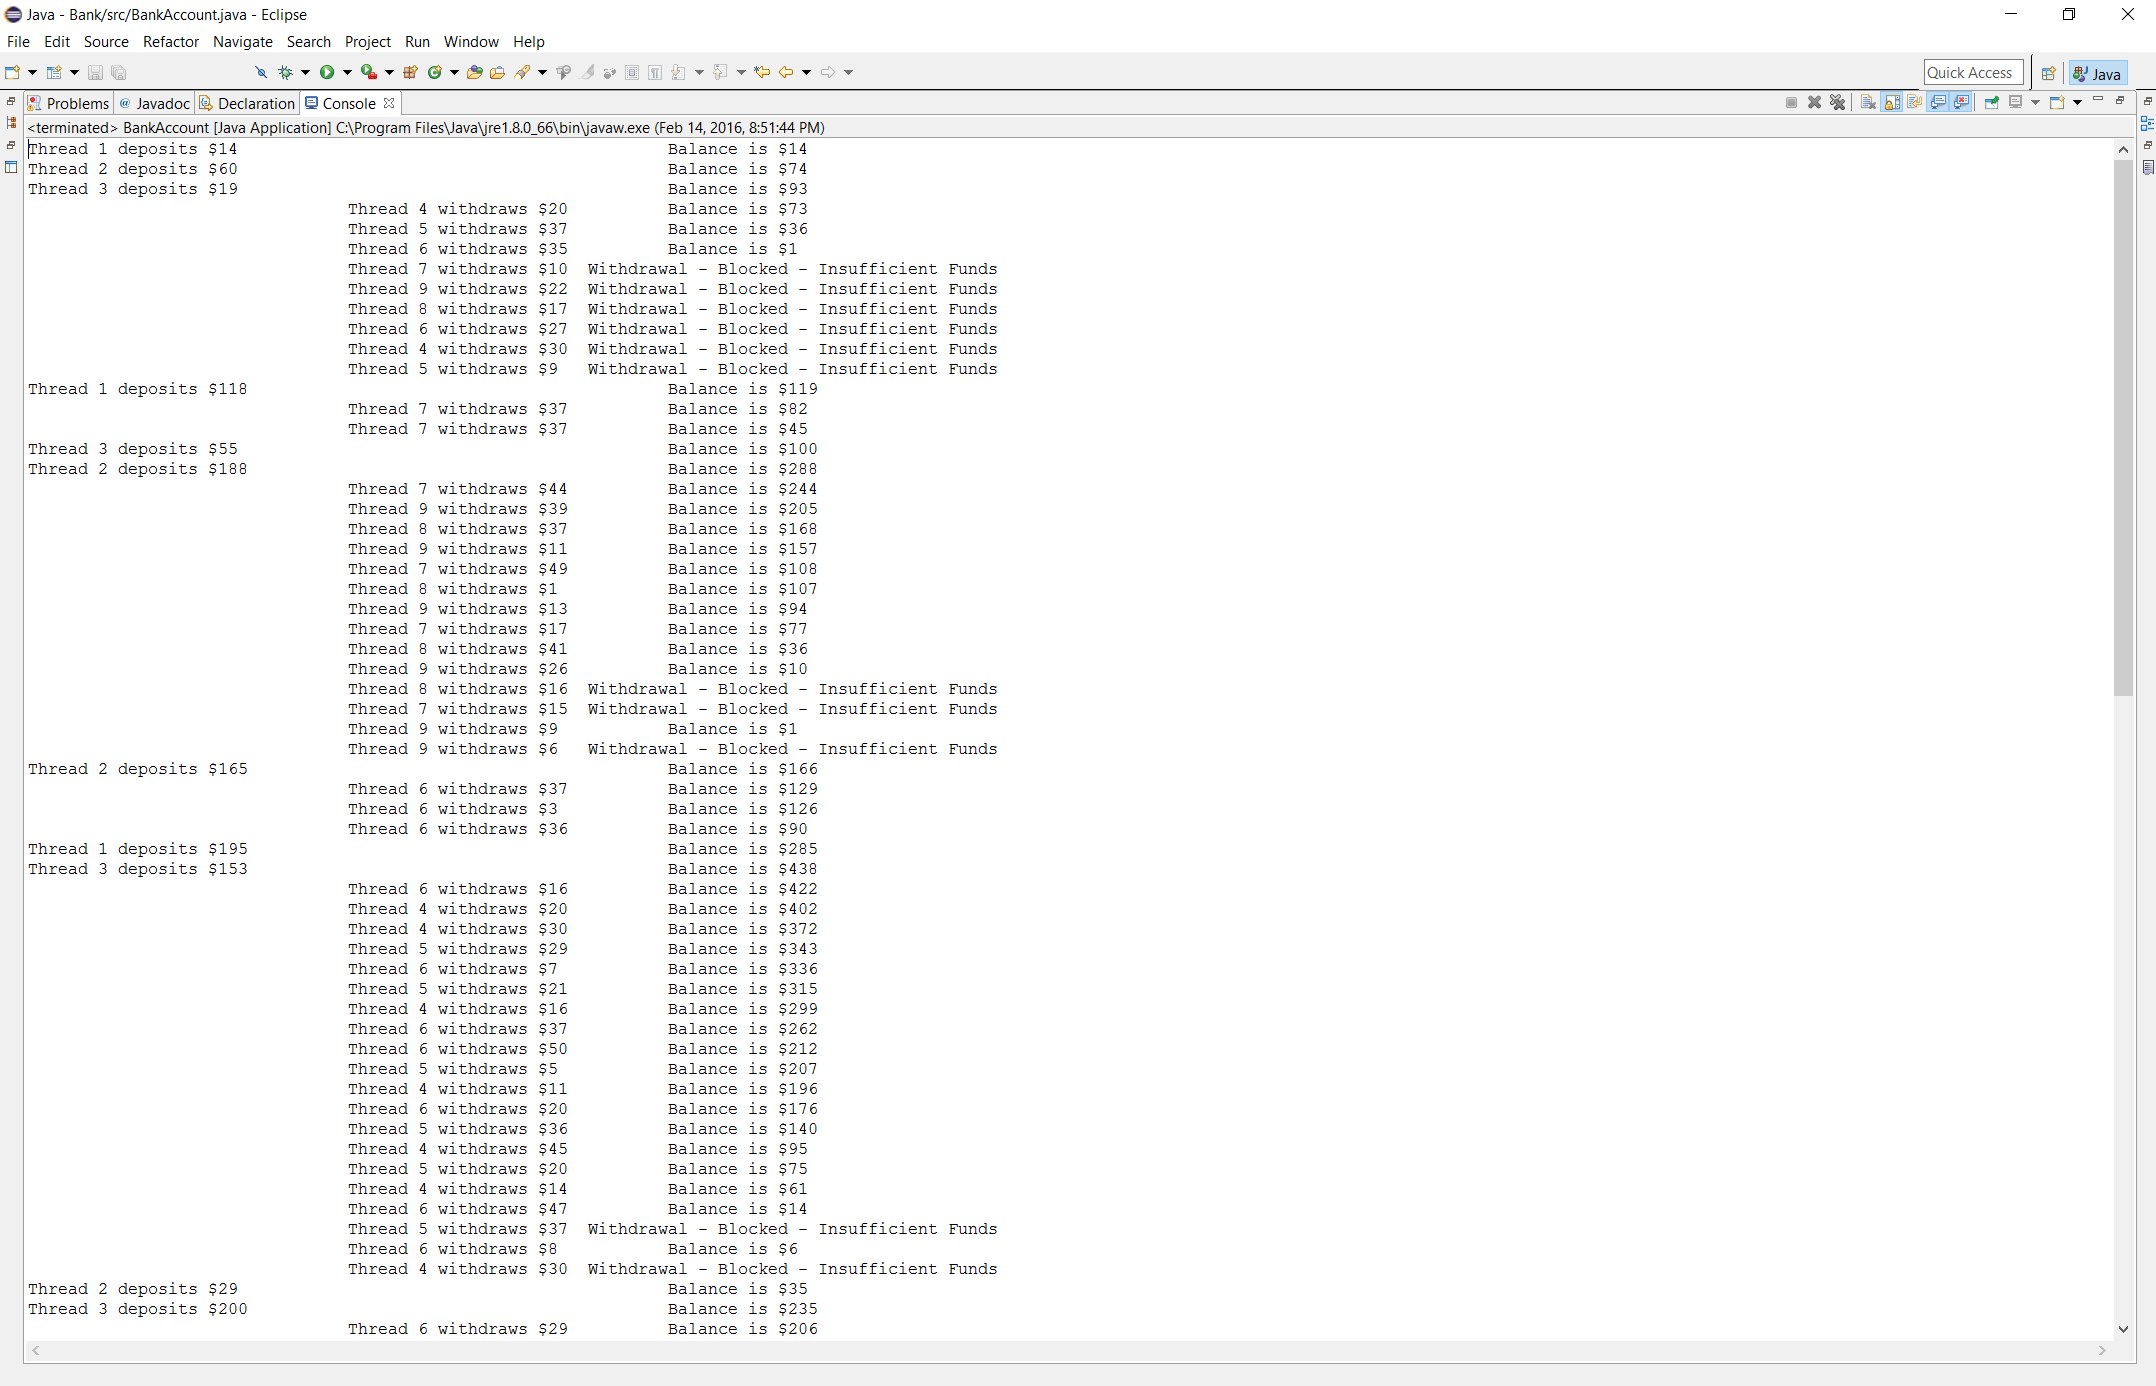 Java - Bank/src/BankAccount.java - Eclipse
File Edit Source Refactor Navigate Search Project Run Window Help
Quick Access Java
Problems @ Javadoc Declaration Console
<terminated> BankAccount [Java Application] C:\Program Files\Java\jre1.8.0_66\bin\javaw.exe (Feb 14, 2016, 8:51:44 PM)
Thread 1 deposits $14 Balance is $14
Thread 2 deposits $60 Balance is $74
Thread 3 deposits $19 Balance is $93
Thread 4 withdraws $20 Balance is $73
Thread 5 withdraws $37 Balance is $36
Thread 6 withdraws $35 Balance is $1
Thread 7 withdraws $10 Withdrawal - Blocked - Insufficient Funds
Thread 9 withdraws $22 Withdrawal - Blocked - Insufficient Funds
Thread 8 withdraws $17 Withdrawal - Blocked - Insufficient Funds
Thread 6 withdraws $27 Withdrawal - Blocked - Insufficient Funds
Thread 4 withdraws $30 Withdrawal - Blocked - Insufficient Funds
Thread 5 withdraws $9 Withdrawal - Blocked - Insufficient Funds
Thread 1 deposits $118 Balance is $119
Thread 7 withdraws $37 Balance is $82
Thread 7 withdraws $37 Balance is $45
Thread 3 deposits $55 Balance is $100
Thread 2 deposits $188 Balance is $288
Thread 7 withdraws $44 Balance is $244
Thread 9 withdraws $39 Balance is $205
Thread 8 withdraws $37 Balance is $168
Thread 9 withdraws $11 Balance is $157
Thread 7 withdraws $49 Balance is $108
Thread 8 withdraws $1 Balance is $107
Thread 9 withdraws $13 Balance is $94
Thread 7 withdraws $17 Balance is $77
Thread 8 withdraws $41 Balance is $36
Thread 9 withdraws $26 Balance is $10
Thread 8 withdraws $16 Withdrawal - Blocked - Insufficient Funds
Thread 7 withdraws $15 Withdrawal - Blocked - Insufficient Funds
Thread 9 withdraws $9 Balance is $1
Thread 9 withdraws $6 Withdrawal - Blocked - Insufficient Funds
Thread 2 deposits $165 Balance is $166
Thread 6 withdraws $37 Balance is $129
Thread 6 withdraws $3 Balance is $126
Thread 6 withdraws $36 Balance is $90
Thread 1 deposits $195 Balance is $285
Thread 3 deposits $153 Balance is $438
Thread 6 withdraws $16 Balance is $422
Thread 4 withdraws $20 Balance is $402
Thread 4 withdraws $30 Balance is $372
Thread 5 withdraws $29 Balance is $343
Thread 6 withdraws $7 Balance is $336
Thread 5 withdraws $21 Balance is $315
Thread 4 withdraws $16 Balance is $299
Thread 6 withdraws $37 Balance is $262
Thread 6 withdraws $50 Balance is $212
Thread 5 withdraws $5 Balance is $207
Thread 4 withdraws $11 Balance is $196
Thread 6 withdraws $20 Balance is $176
Thread 5 withdraws $36 Balance is $140
Thread 4 withdraws $45 Balance is $95
Thread 5 withdraws $20 Balance is $75
Thread 4 withdraws $14 Balance is $61
Thread 6 withdraws $47 Balance is $14
Thread 5 withdraws $37 Withdrawal - Blocked - Insufficient Funds
Thread 6 withdraws $8 Balance is $6
Thread 4 withdraws $30 Withdrawal - Blocked - Insufficient Funds
Thread 2 deposits $29 Balance is $35
Thread 3 deposits $200 Balance is $235
Thread 6 withdraws $29 Balance is $206